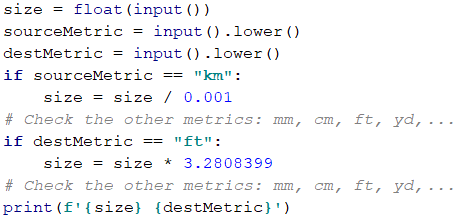 size = float(input())
sourceMetric = input().lower()
destMetric = input().lower()
if sourceMetric == "km":
    size = size / 0.001
# Check the other metrics: mm, cm, ft, yd,...
if destMetric == "ft":
    size = size * 3.2808399
# Check the other metrics: mm, cm, ft, yd,...
print(f'{size} {destMetric}')